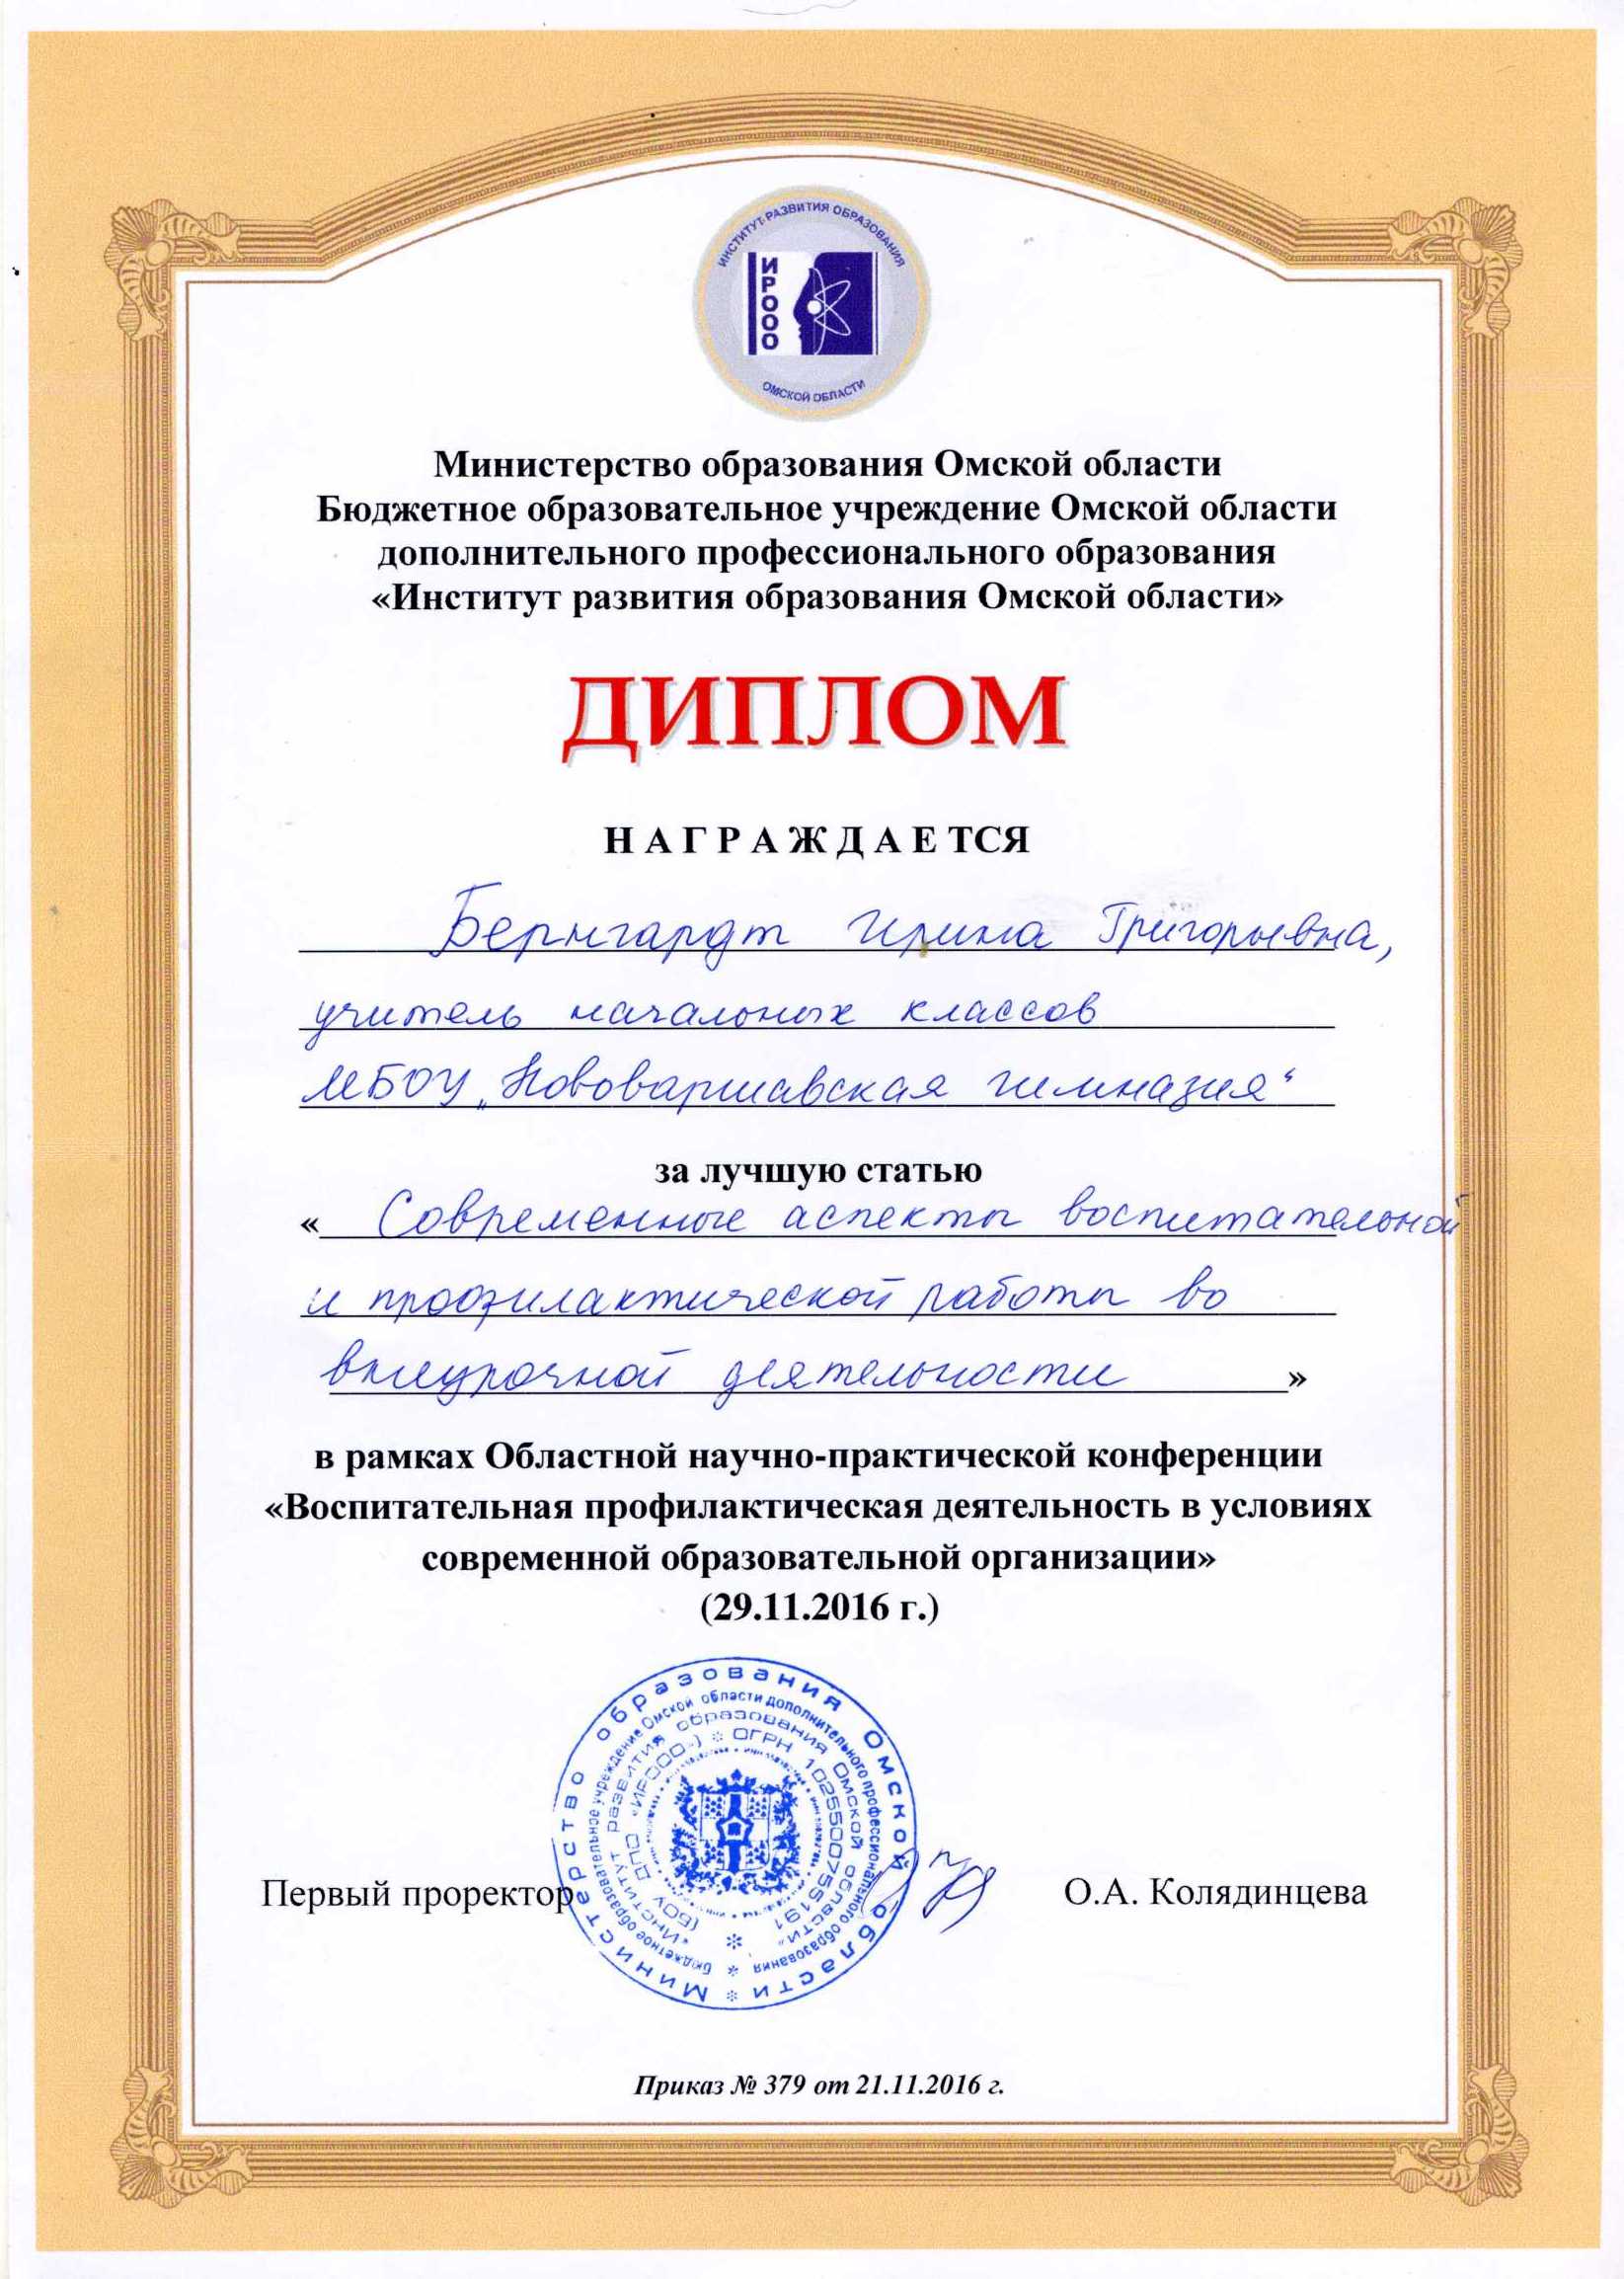 ИНСТИТУТ РАЗВИТИЯ ОБРАЗОВАНИЯ
ИРООО
ОМСКОЙ ОБЛАСТИ
Министерство образования Омской области
Бюджетное образовательное учреждение Омской области
дополнительного профессионального образования
«Институт развития образования Омской области»
ДИПЛОМ
НАГРАЖДАЕТСЯ
Бернгардт Ирина Григорьевна,
учитель начальных классов
МБОУ „Нововаршавская гимназия“
за лучшую статью
« Современные аспекты воспитательной
и профилактической работы во
внеурочной деятельности »
в рамках Областной научно-практической конференции
«Воспитательная профилактическая деятельность в условиях
современной образовательной организации»
(29.11.2016 г.)
Министерство образования Омской области *
Бюджетное образовательное учреждение Омской области дополнительного профессионального образования *
«Институт развития образования Омской области»
(БОУ ДПО «ИРООО») * ОГРН 1025500755191
Первый проректор
О.А. Колядинцева
Приказ № 379 от 21.11.2016 г.